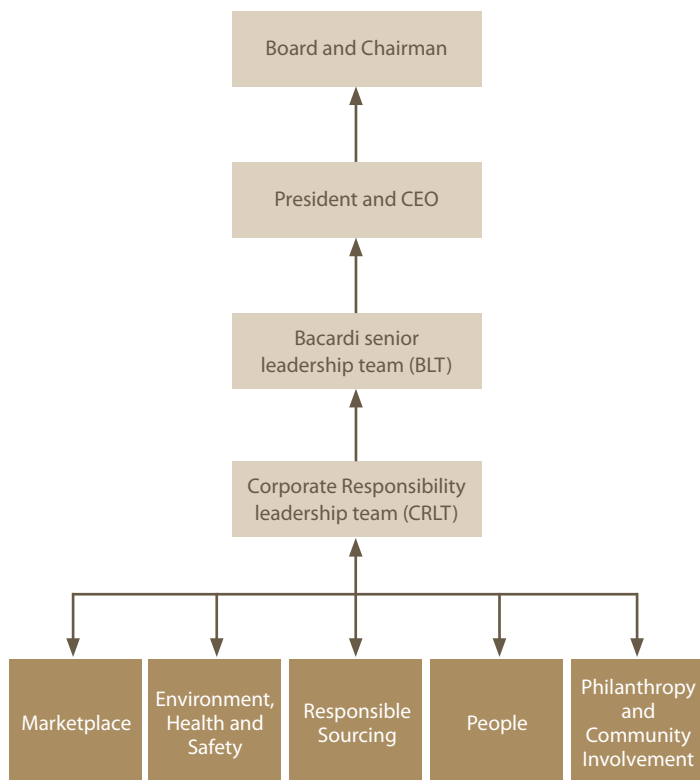 Board and Chairman
President and CEO
Bacardi senior
leadership team (BLT)
Corporate Responsibility
leadership team (CRLT)
Marketplace
Environment,
Health and
Safety
Responsible
Sourcing
People
Philanthropy
and
Community
Involvement